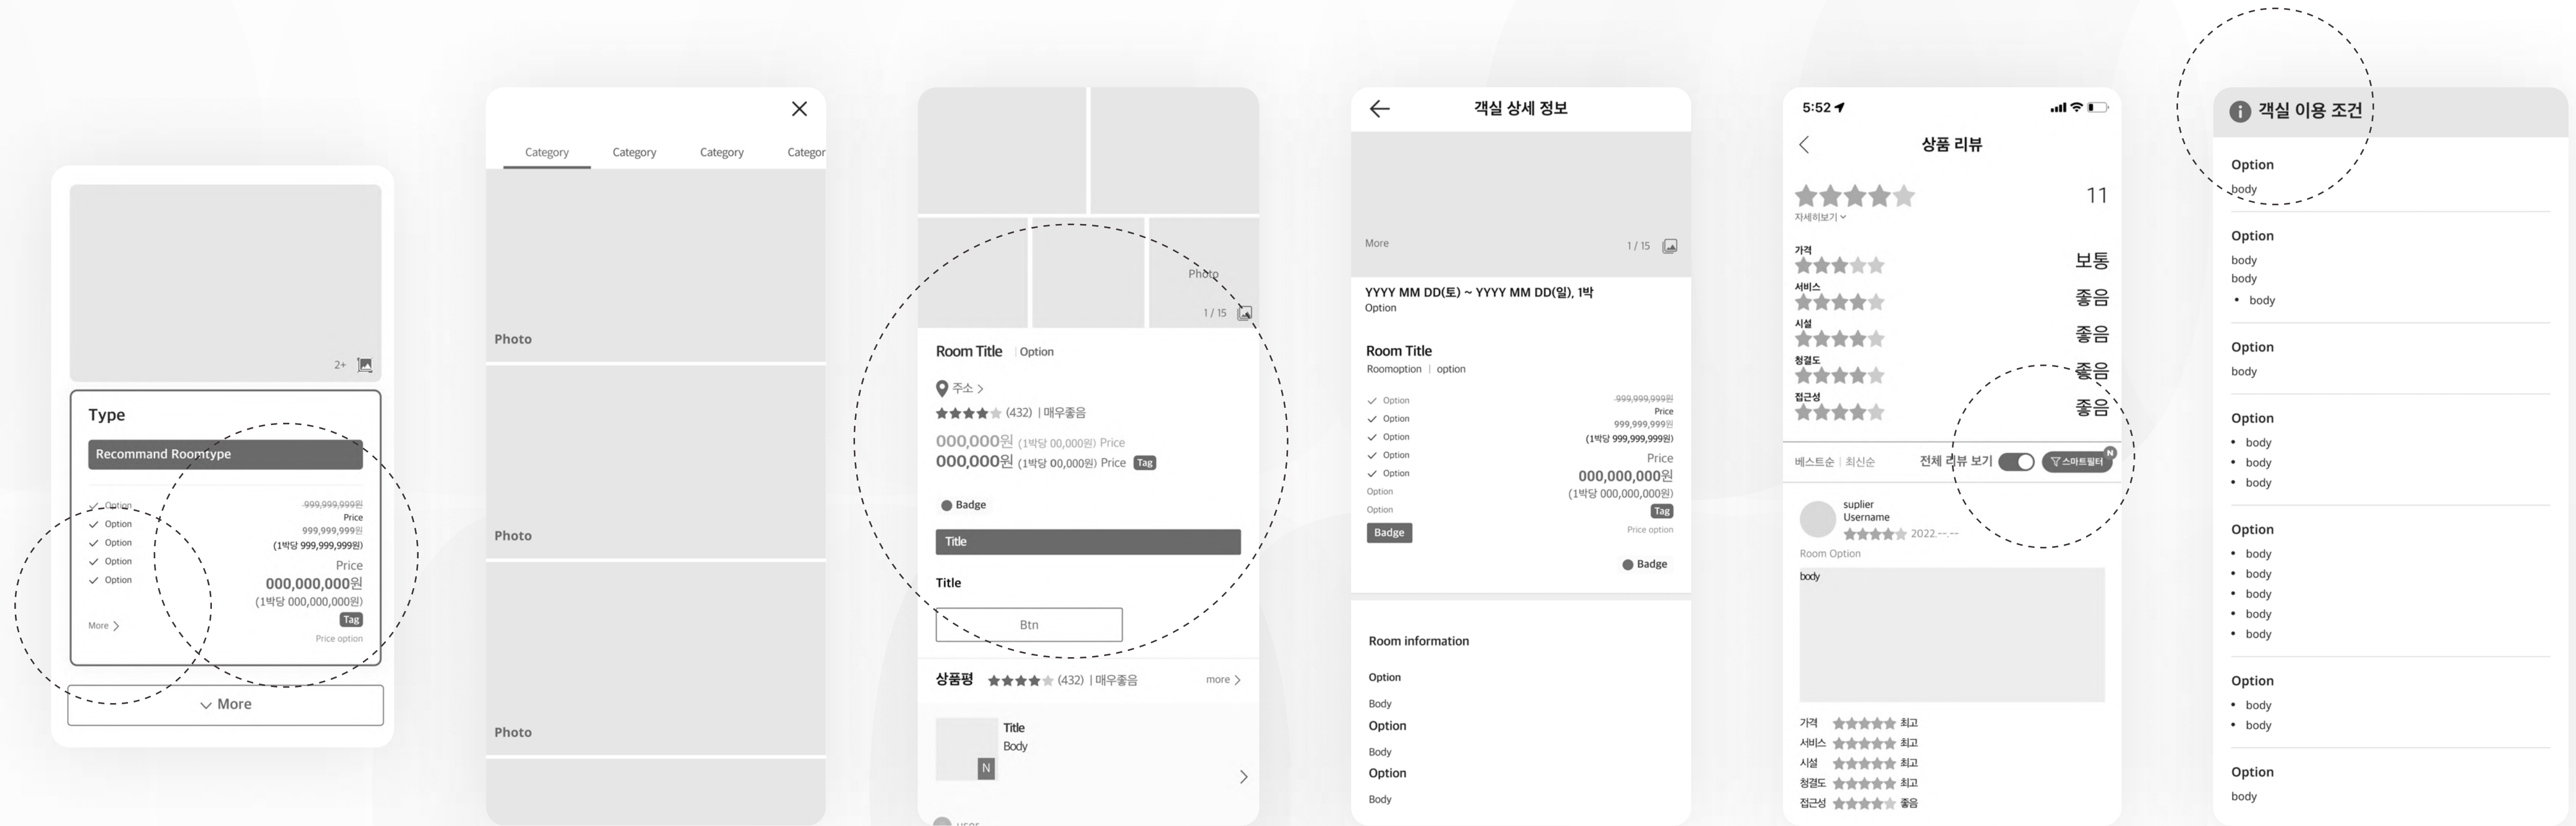 2+
Type
Recommand Roomtype
Option
Option
Option
Option
Option
999,999,999원
Price
999,999,999원
(1박당 999,999,999원)
Price
000,000,000원
(1박당 000,000,000원)
Tag
Price option
More
More
Category
Category
Category
Categor
Photo
Photo
Photo
Photo
1 / 15
Room Title | Option
주소
(432) | 매우좋음
000,000원 (1박당 00,000원) Price
000,000원 (1박당 00,000원) Price Tag
Badge
Title
Title
Btn
상품평 (432) | 매우좋음 more
Title
Body
N
객실 상세 정보
More
1 / 15
YYYY MM DD(토) ~ YYYY MM DD(일), 1박
Option
Room Title
Roomoption | option
Option
Option
Option
Option
Option
Option
Option
Badge
999,999,999원
Price
999,999,999원
(1박당 999,999,999원)
Price
000,000,000원
(1박당 000,000,000원)
Tag
Price option
Badge
Room information
Option
Body
Option
Body
Option
Body
5:52
상품 리뷰
11
자세히보기
가격
보통
서비스
좋음
시설
좋음
청결도
좋음
접근성
좋음
베스트순 | 최신순
전체 리뷰 보기
스마트필터
N
suplier
Username
2022.--.--
Room Option
body
가격 최고
서비스 최고
시설 최고
청결도 최고
접근성 좋음
i 객실 이용 조건
Option
body
Option
body
body
• body
Option
body
Option
• body
• body
• body
Option
• body
• body
• body
• body
• body
Option
• body
• body
Option
body